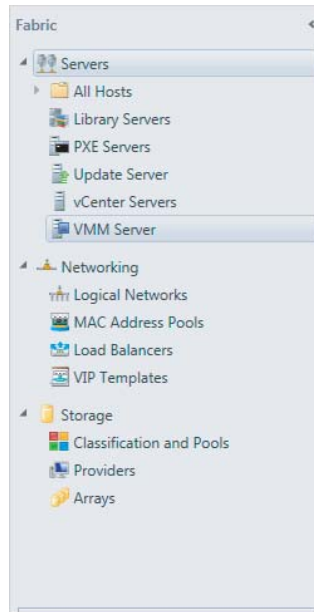 Fabric
Servers
All Hosts
Library Servers
PXE Servers
Update Server
vCenter Servers
VMM Server
Networking
Logical Networks
MAC Address Pools
Load Balancers
VIP Templates
Storage
Classification and Pools
Providers
Arrays